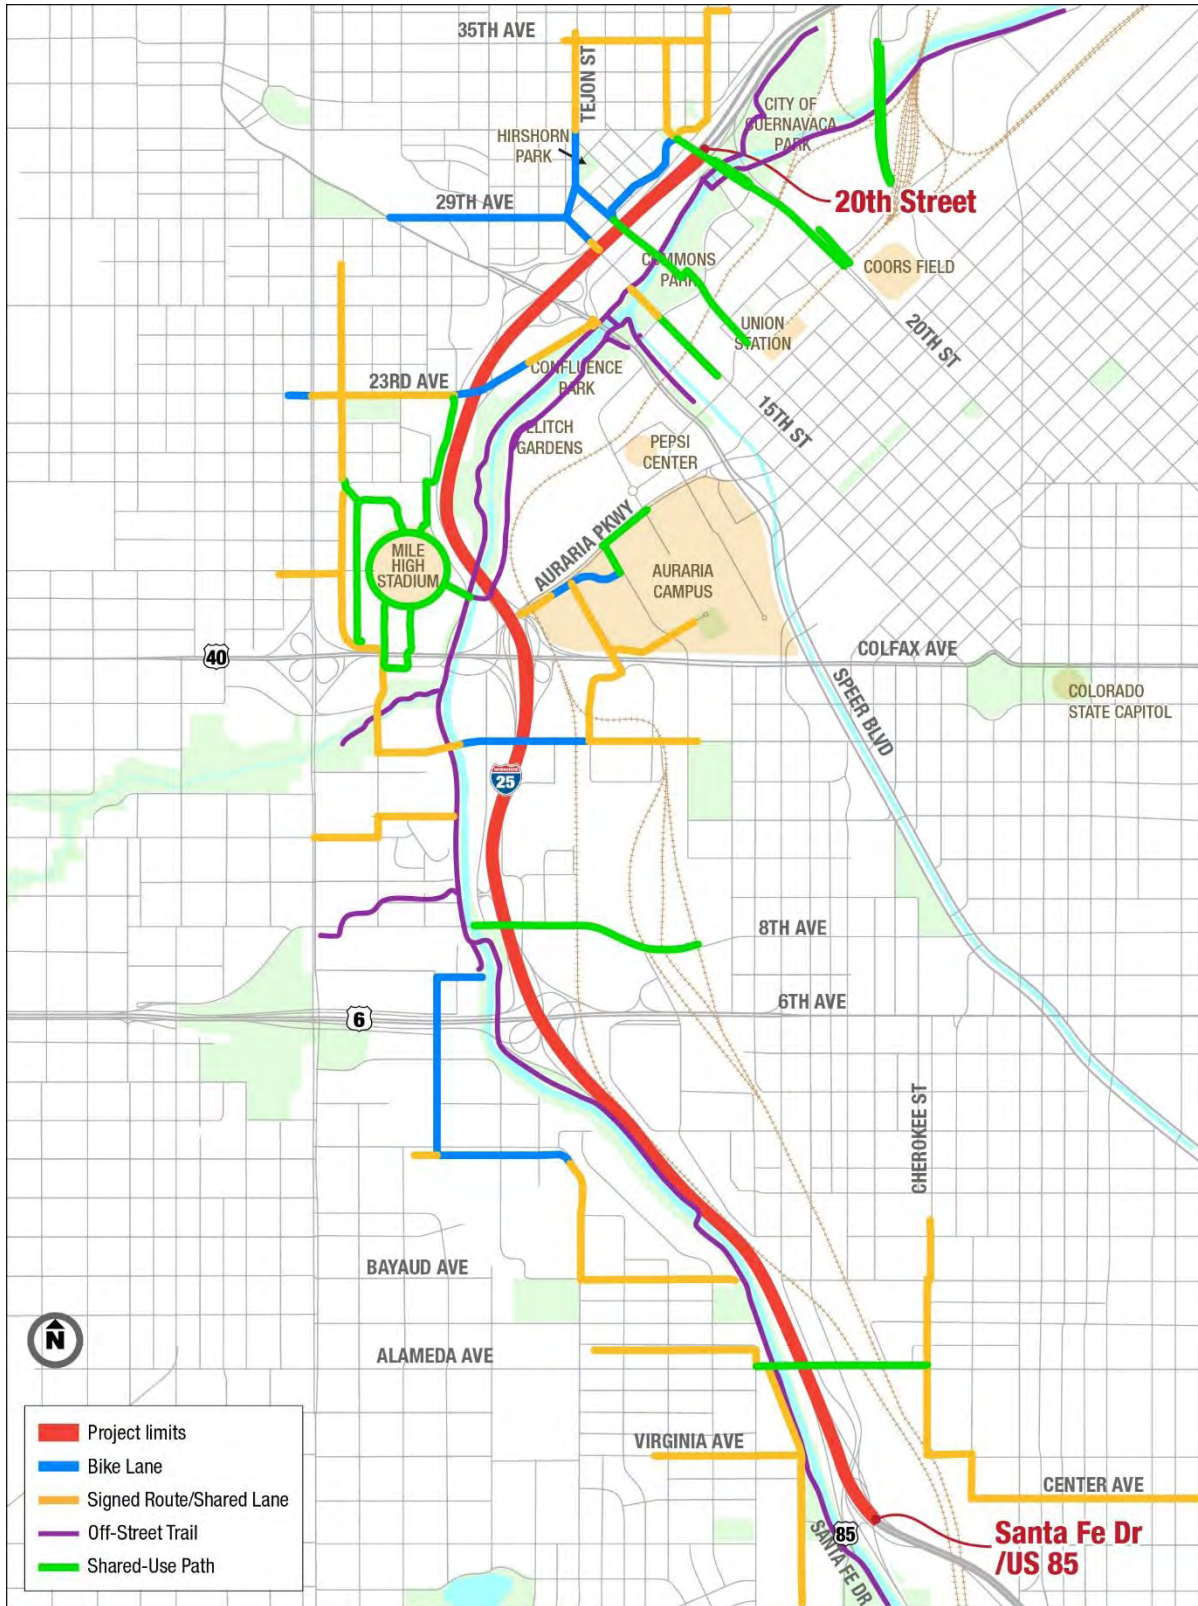 35TH AVE
TEJON ST
CITY OF
CUERNAVACA
PARK
HIRSHORN
PARK
29TH AVE
20th Street
COMMONS
PARK
COORS FIELD
UNION
STATION
20TH ST
23RD AVE
CONFLUENCE
PARK
15TH ST
ELITCH
GARDENS
PEPSI
CENTER
AURARIA PKWY
MILE
HIGH
STADIUM
AURARIA
CAMPUS
40
COLFAX AVE
SPEER BLVD
COLORADO
STATE CAPITOL
25
8TH AVE
6TH AVE
6
CHEROKEE ST
BAYAUD AVE
N
ALAMEDA AVE
VIRGINIA AVE
CENTER AVE
Project limits
Bike Lane
Signed Route/Shared Lane
Off-Street Trail
Shared-Use Path
85
SANTA FE DR
Santa Fe Dr
/US 85